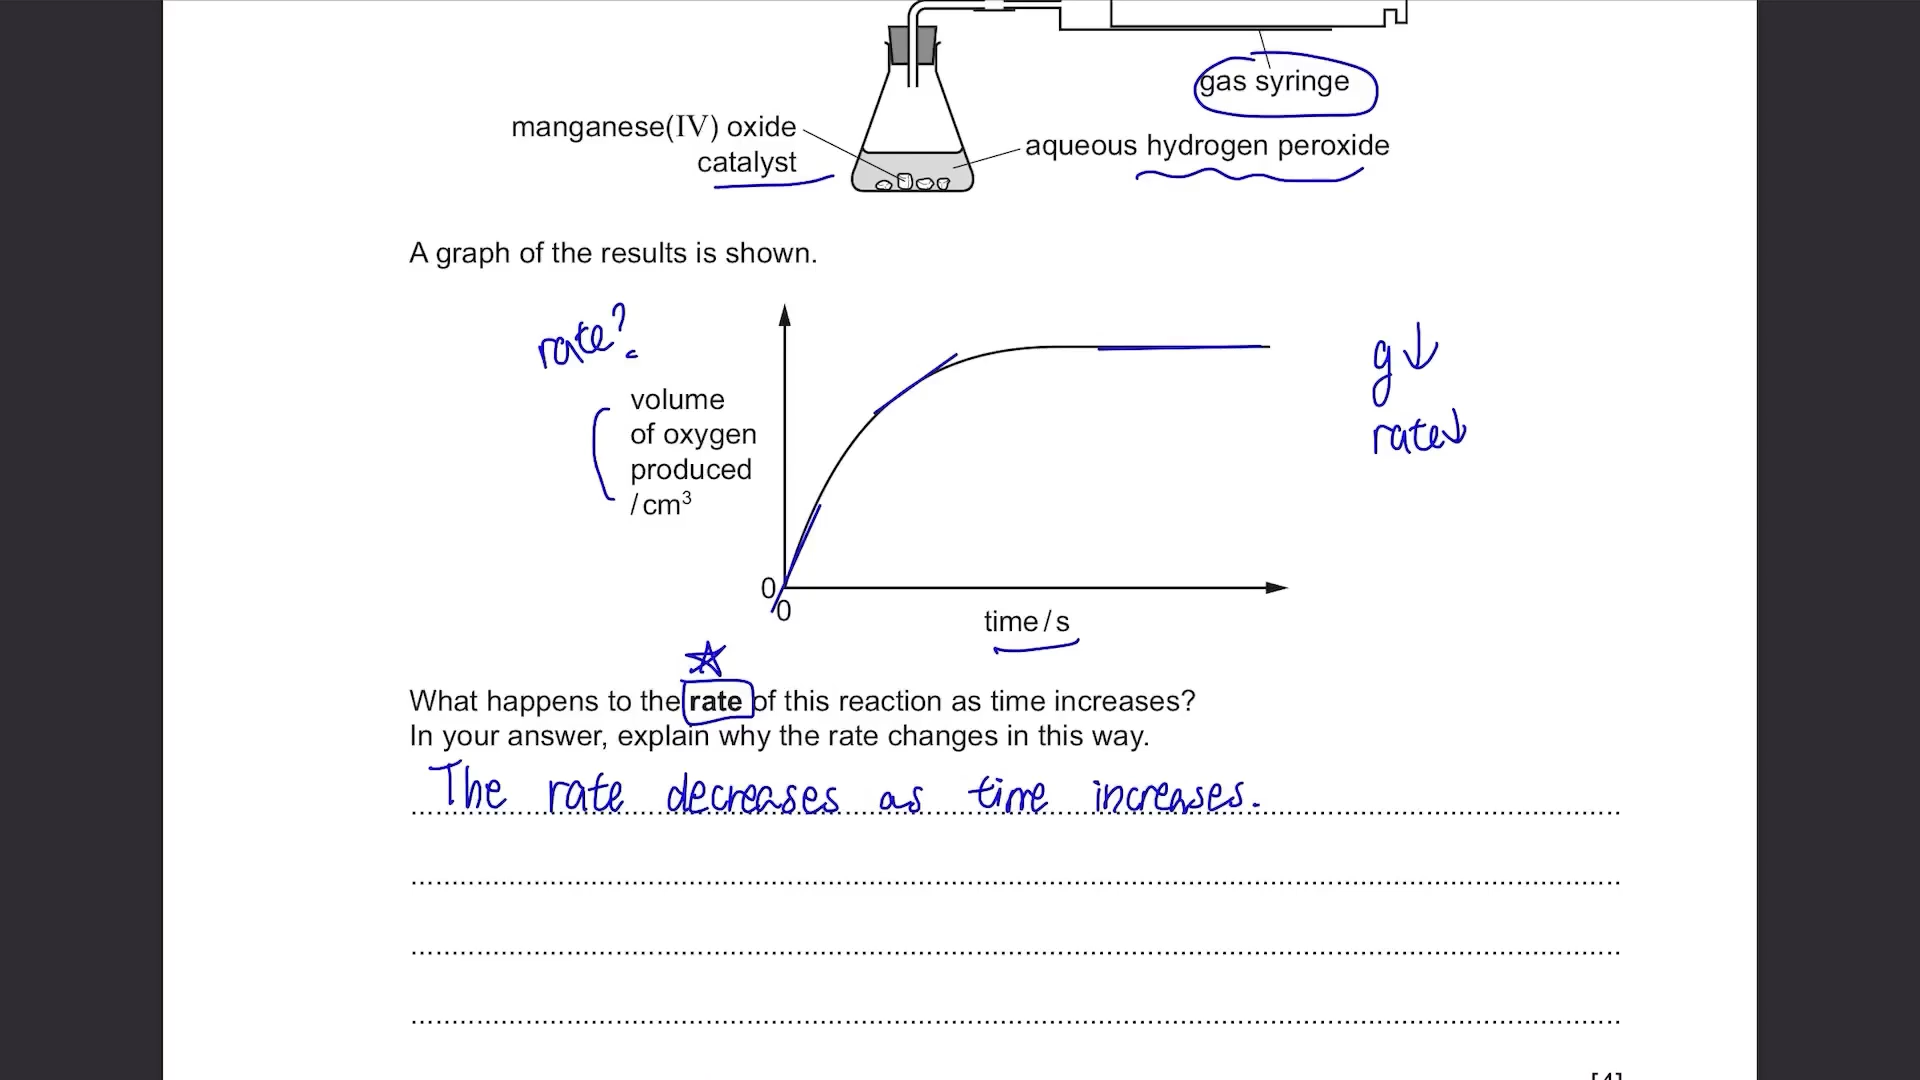 gas syringe
manganese(IV) oxide
catalyst
aqueous hydrogen peroxide
A graph of the results is shown.
rate?
g↓
rate↓
volume
of oxygen
produced
/cm³
0
0
time/s
What happens to the rate of this reaction as time increases?
In your answer, explain why the rate changes in this way.
The rate decreases as time increases.